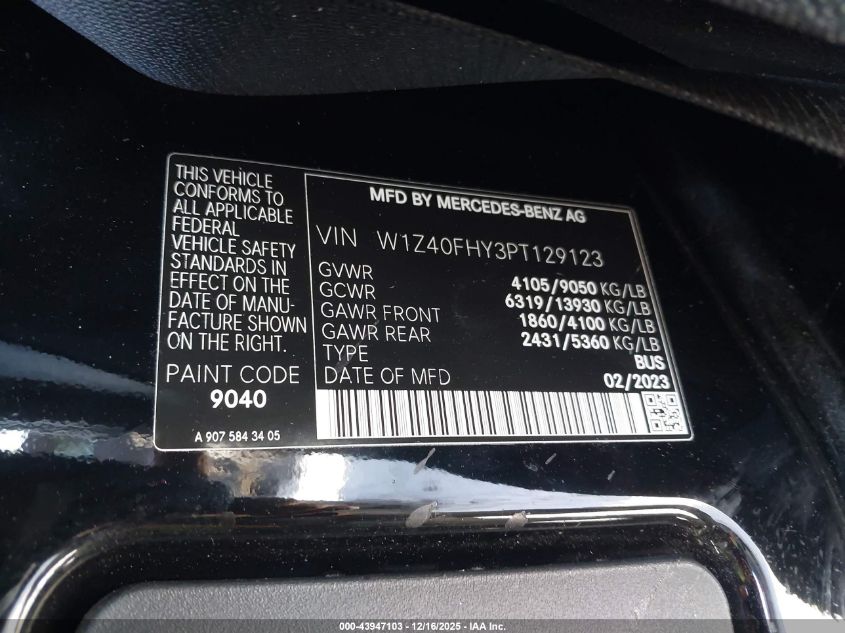 THIS VEHICLE
CONFORMS TO
ALL APPLICABLE
FEDERAL
VEHICLE SAFETY
STANDARDS IN
EFFECT ON THE
DATE OF MANU-
FACTURE SHOWN
ON THE RIGHT.
PAINT CODE
9040
A 907 584 34 05
MFD BY MERCEDES-BENZ AG
VIN W1Z40FHY3PT129123
GVWR 4105/9050 KG/LB
GCWR 6319/13930 KG/LB
GAWR FRONT 1860/4100 KG/LB
GAWR REAR 2431/5360 KG/LB
TYPE BUS
DATE OF MFD 02/2023
000-43947103 - 12/16/2025 - IAA Inc.